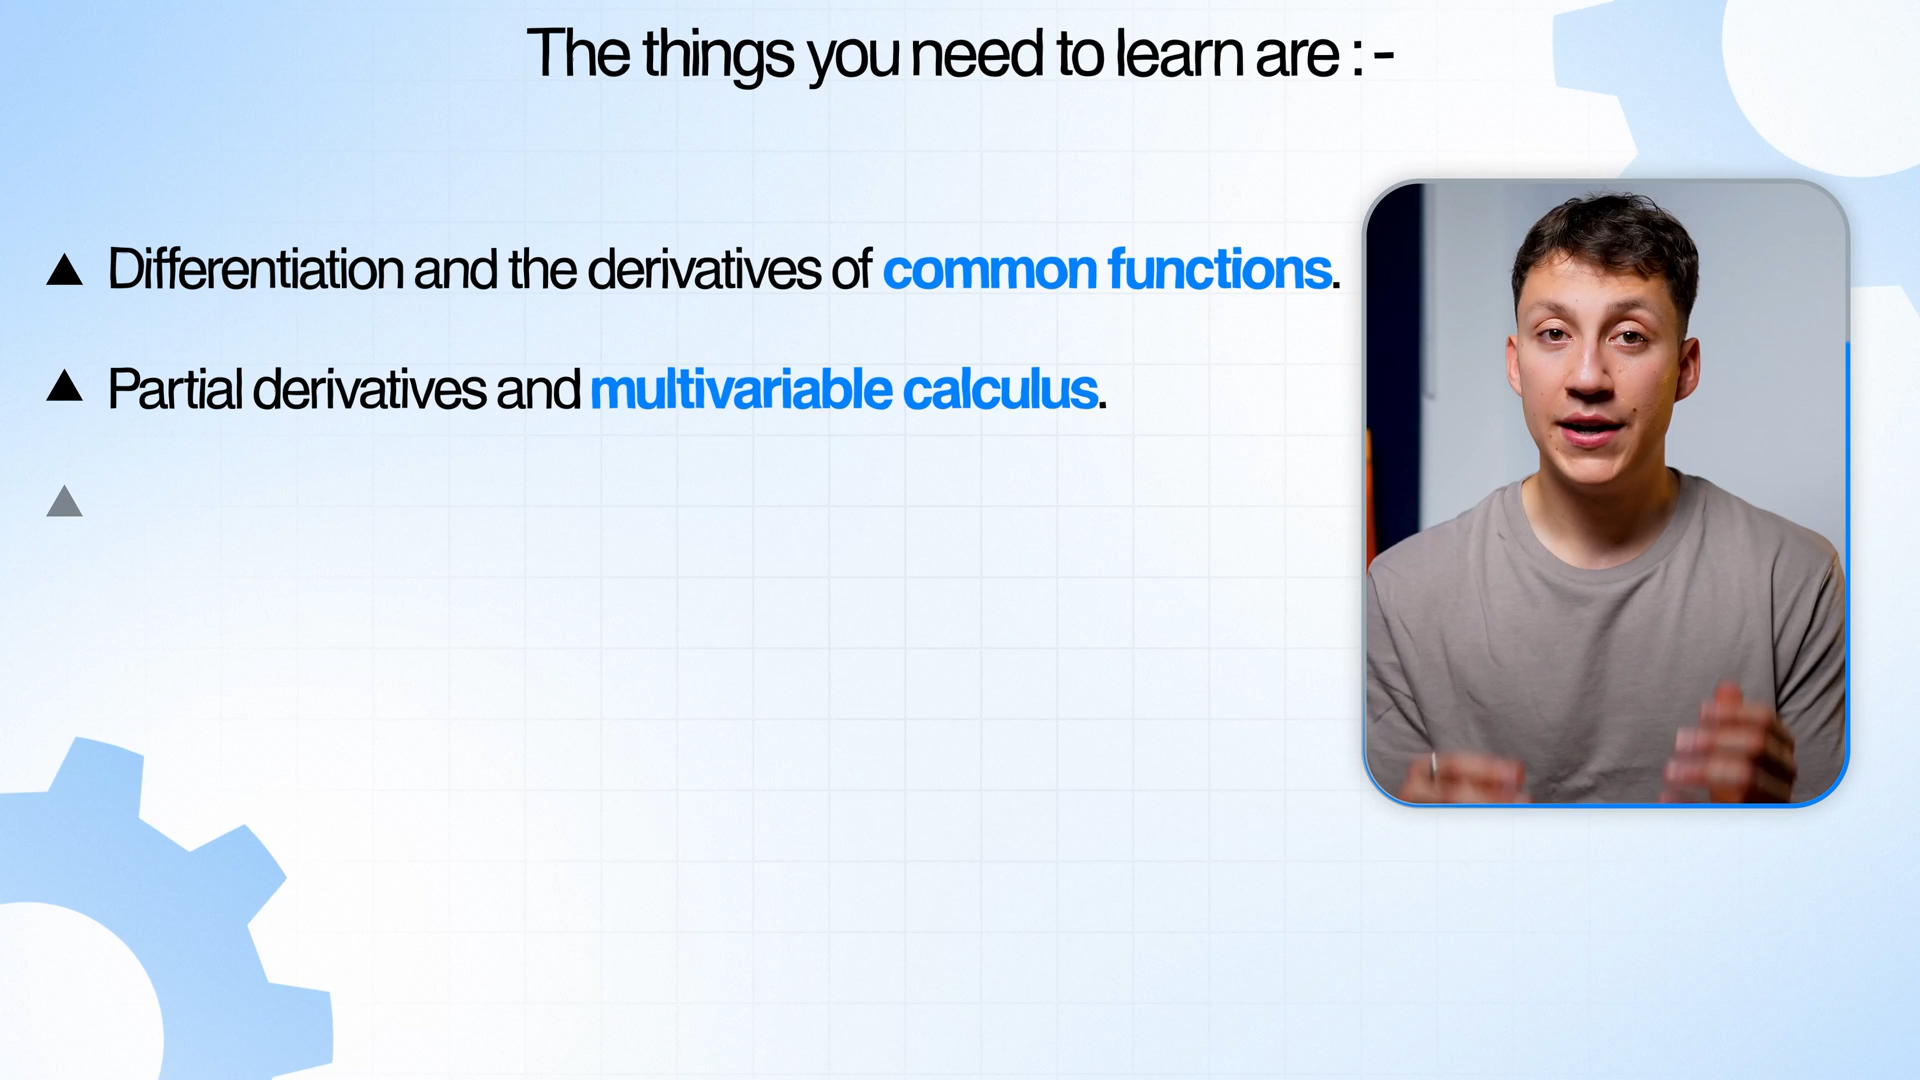 The things you need to learn are : -
▲ Differentiation and the derivatives of common functions.
▲ Partial derivatives and multivariable calculus.
▲